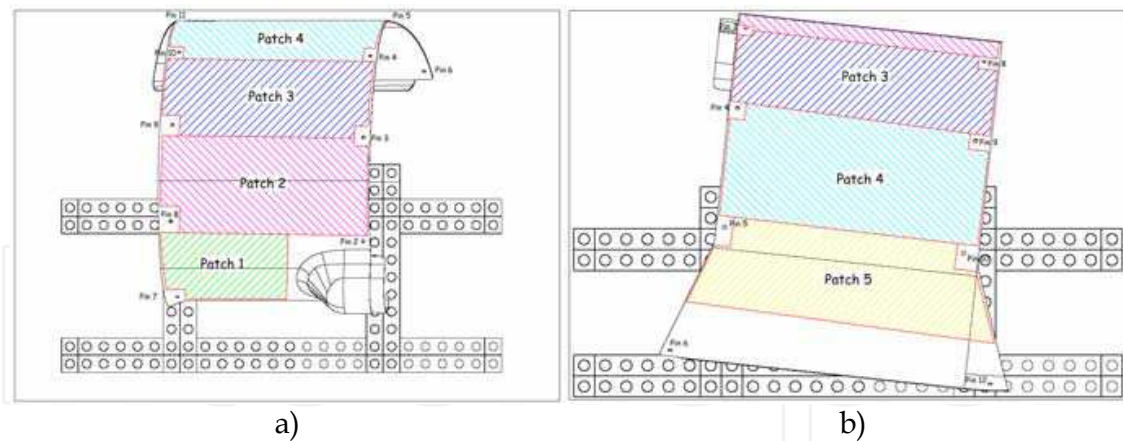 Pin 11
Pin 5
Patch 4
Pin 10
Pin 4
Pin 6
Patch 3
Pin 9
Pin 3
Patch 2
Pin 8
Pin 2
Patch 1
Pin 7
a)
Patch 3
Pin 4
Patch 4
Pin 5
Patch 5
Pin 6
Pin 12
b)